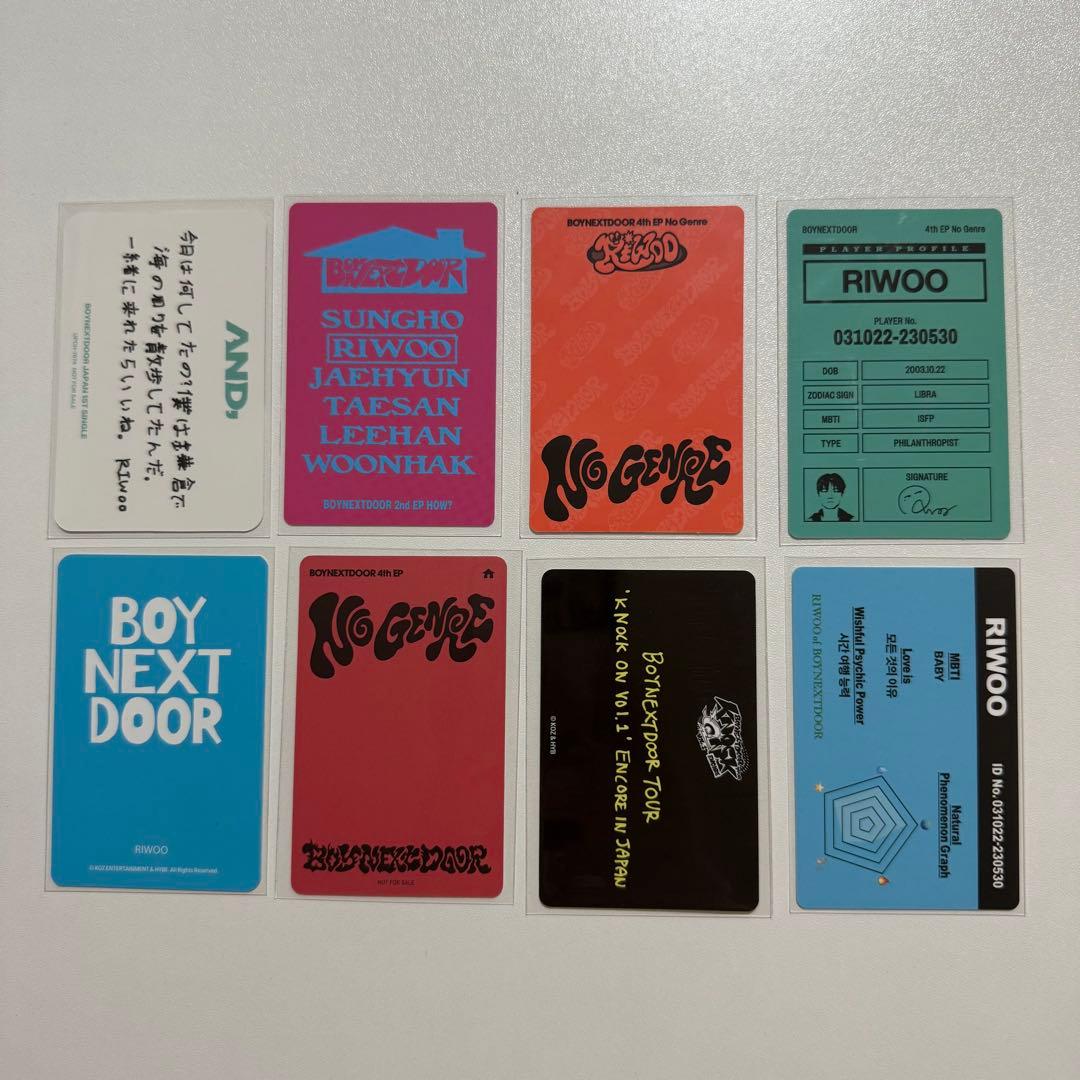 AND,
今日は何してたの?僕は鎌倉で
海の周りを散歩してたんだ。
一緒に来れたらいいね。 RIWOO
BOYNEXTDOOR JAPAN 1ST SINGLE
NOT FOR SALE
BOYNEXTDOOR
SUNGHO
RIWOO
JAEHYUN
TAESAN
LEEHAN
WOONHAK
BOYNEXTDOOR 2nd EP HOW?
BOYNEXTDOOR 4th EP No Genre
RIWOO
NO GENRE
BOYNEXTDOOR 4th EP No Genre
PLAYER PROFILE
RIWOO
PLAYER No.
031022-230530
DOB 2003.10.22
ZODIAC SIGN LIBRA
MBTI ISFP
TYPE PHILANTHROPIST
SIGNATURE
BOY
NEXT
DOOR
RIWOO
© KOZ ENTERTAINMENT & HYBE. All Rights Reserved.
BOYNEXTDOOR 4th EP
NO GENRE
BOYNEXTDOOR
NOT FOR SALE
BOYNEXTDOOR TOUR
'KNOCK ON VOL.1' ENCORE IN JAPAN
© KOZ & HYB
RIWOO ID No. 031022-230530
MBTI
BABY
Love is
모든 것의 이유
Wishful Psychic Power
시간 여행 능력
RIWOO of BOYNEXTDOOR
Natural
Phenomenon Graph